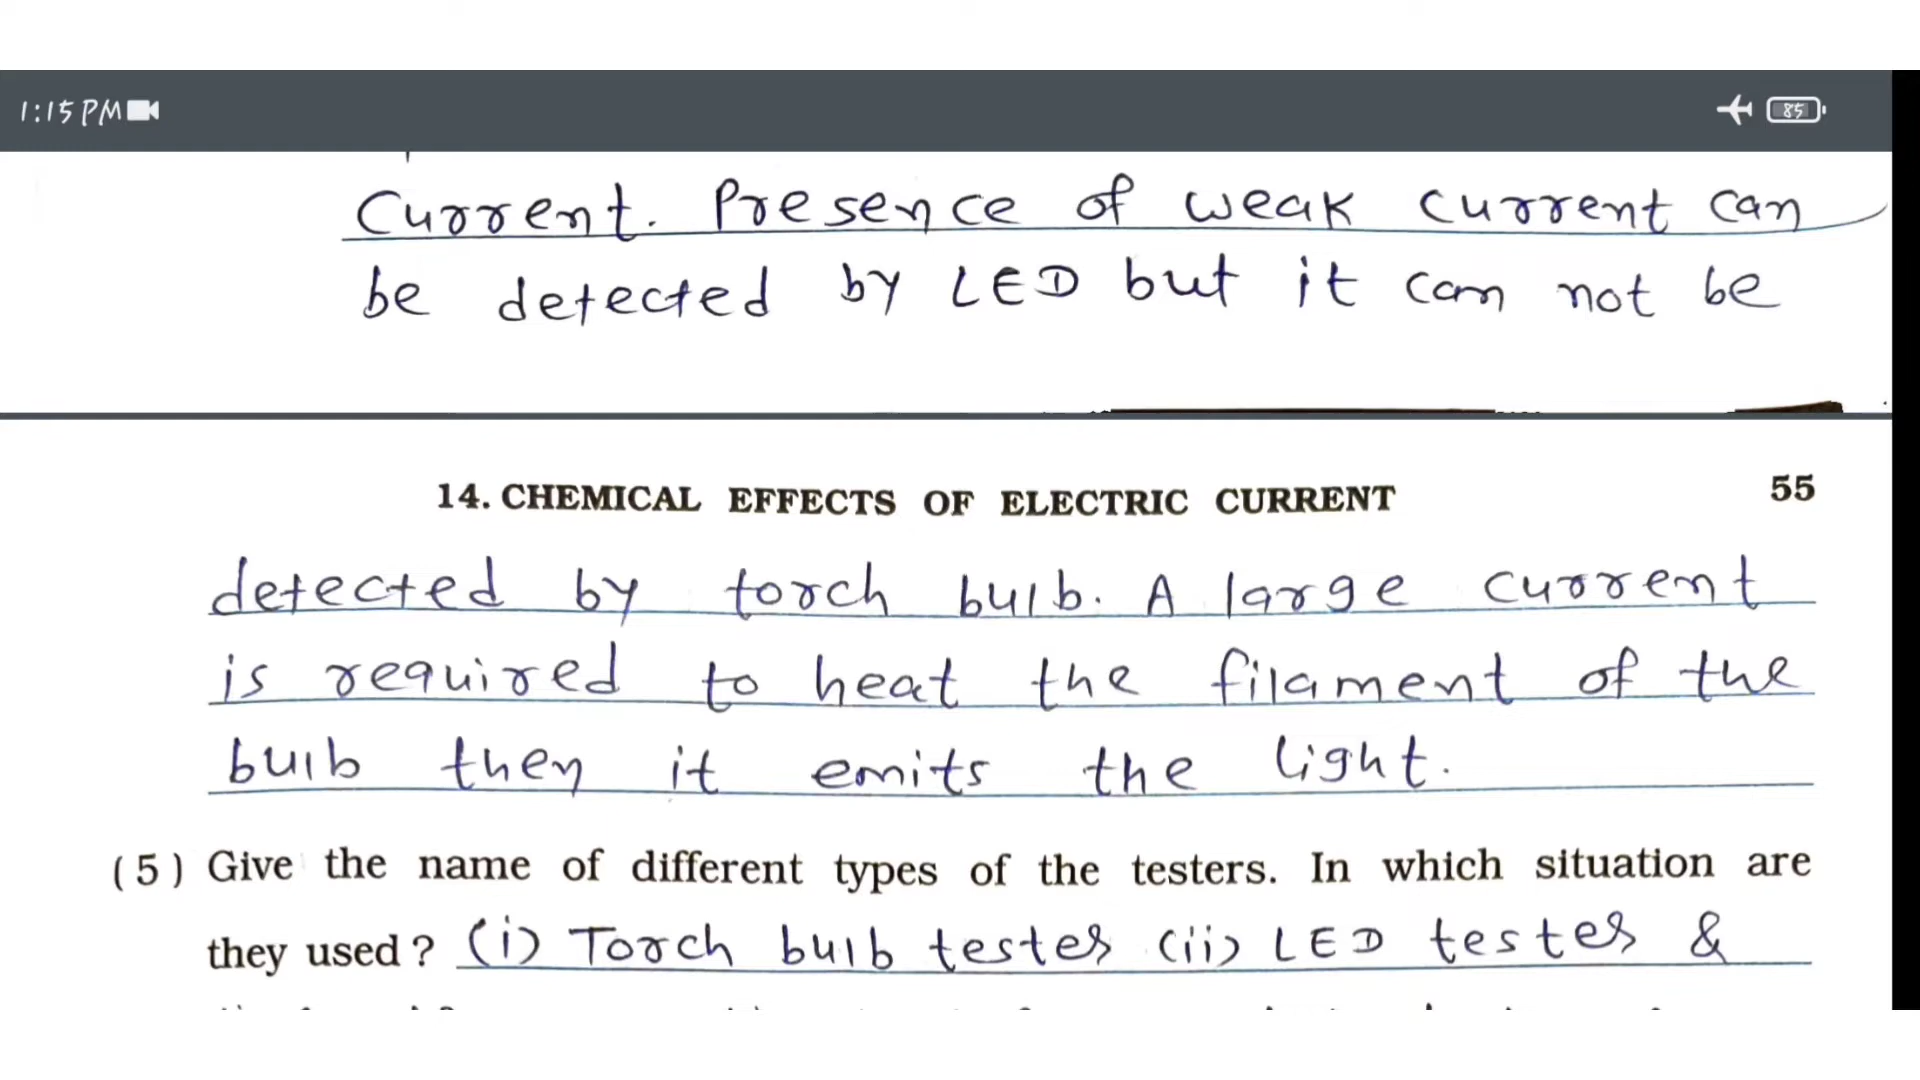 1:15 PM
85
Current. Presence of weak current can
be detected by LED but it can not be
14. CHEMICAL EFFECTS OF ELECTRIC CURRENT 55
detected by torch bulb. A large current
is required to heat the filament of the
bulb then it emits the light.
(5) Give the name of different types of the testers. In which situation are
they used? (i) Torch bulb tester (ii) LED tester &